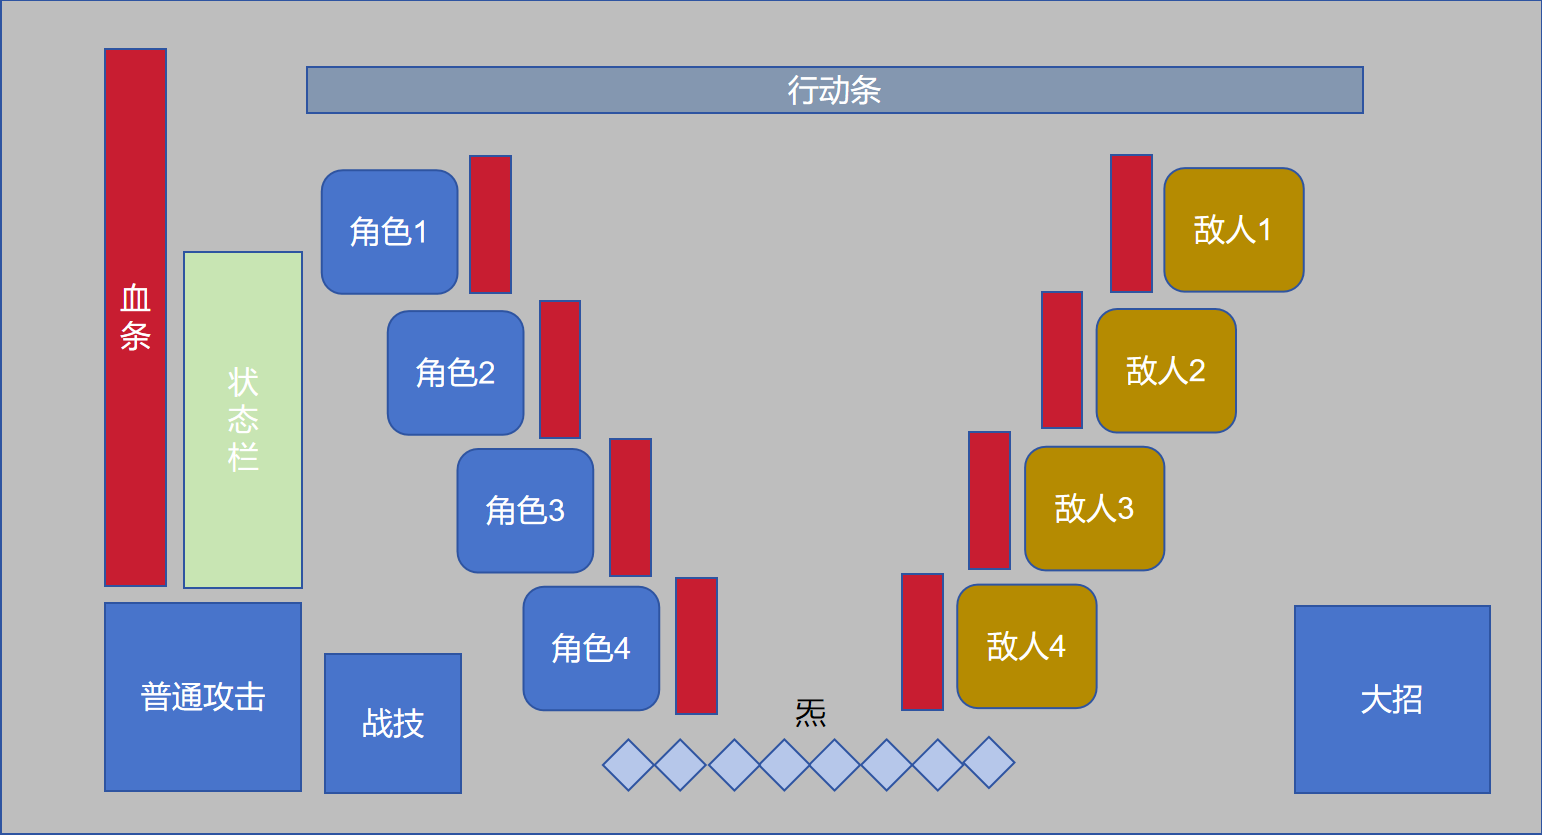 行动条
角色1
敌人1
血
条
角色2
敌人2
状
态
栏
角色3
敌人3
角色4
敌人4
普通攻击
战技
炁
大招